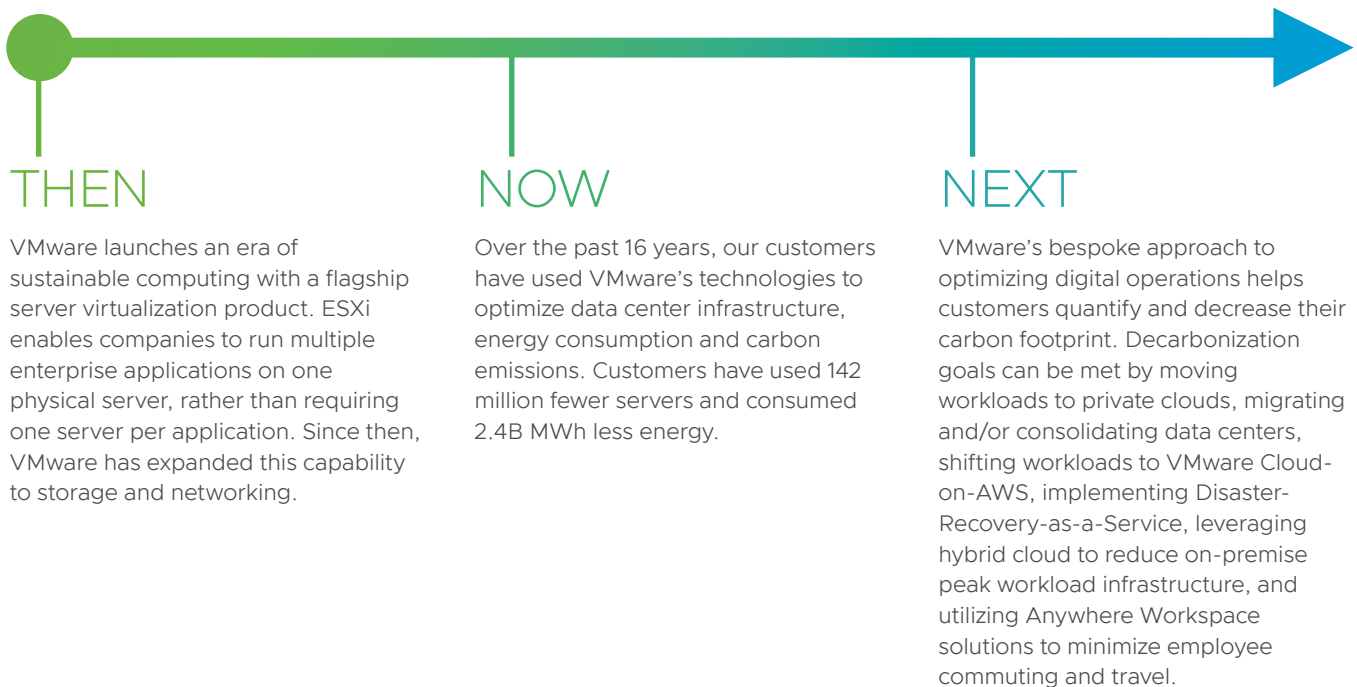 THEN
VMware launches an era of
sustainable computing with a flagship
server virtualization product. ESXi
enables companies to run multiple
enterprise applications on one
physical server, rather than requiring
one server per application. Since then,
VMware has expanded this capability
to storage and networking.
NOW
Over the past 16 years, our customers
have used VMware’s technologies to
optimize data center infrastructure,
energy consumption and carbon
emissions. Customers have used 142
million fewer servers and consumed
2.4B MWh less energy.
NEXT
VMware’s bespoke approach to
optimizing digital operations helps
customers quantify and decrease their
carbon footprint. Decarbonization
goals can be met by moving
workloads to private clouds, migrating
and/or consolidating data centers,
shifting workloads to VMware Cloud-
on-AWS, implementing Disaster-
Recovery-as-a-Service, leveraging
hybrid cloud to reduce on-premise
peak workload infrastructure, and
utilizing Anywhere Workspace
solutions to minimize employee
commuting and travel.